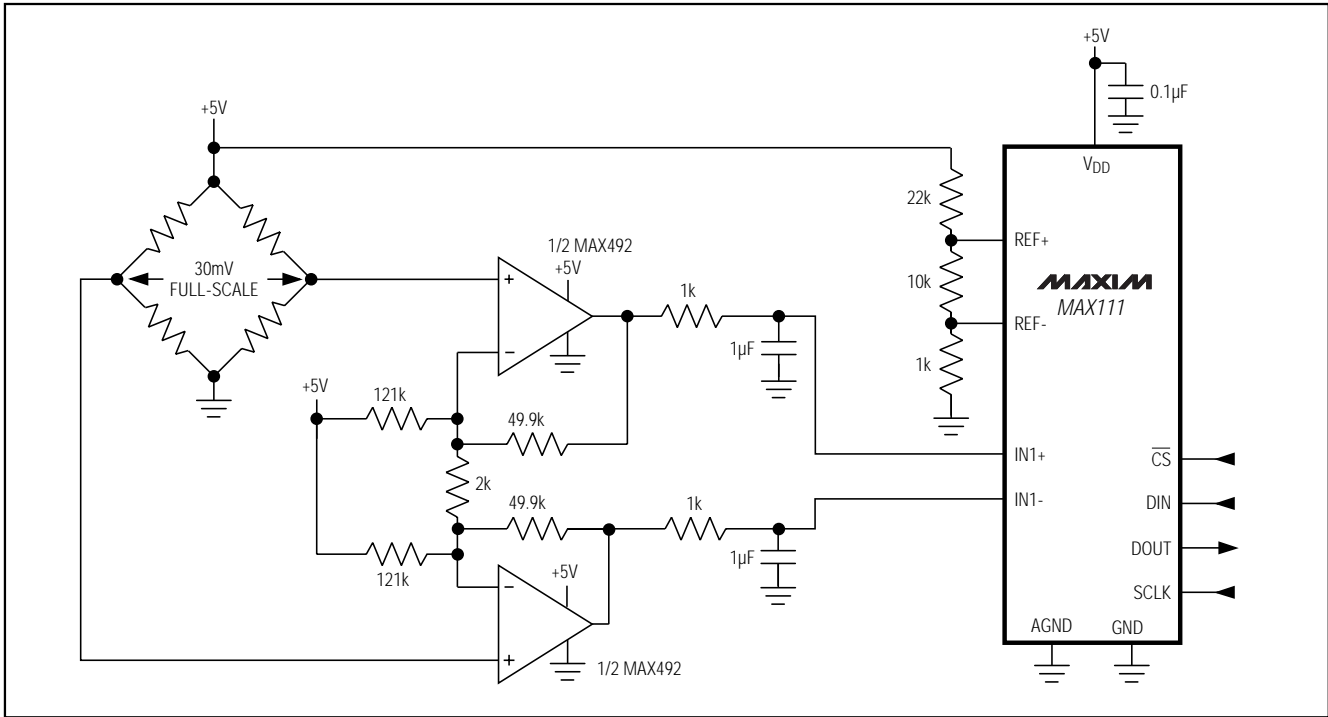 +5V
0.1µF
+5V
VDD
22k
REF+
1/2 MAX492
+5V
30mV
FULL-SCALE
+
1k
10k
MAXIM
MAX111
REF-
1µF
1k
−
+5V
121k
49.9k
IN1+
CS
2k
49.9k
1k
IN1-
DIN
1µF
DOUT
121k
+5V
−
SCLK
AGND
GND
+
1/2 MAX492